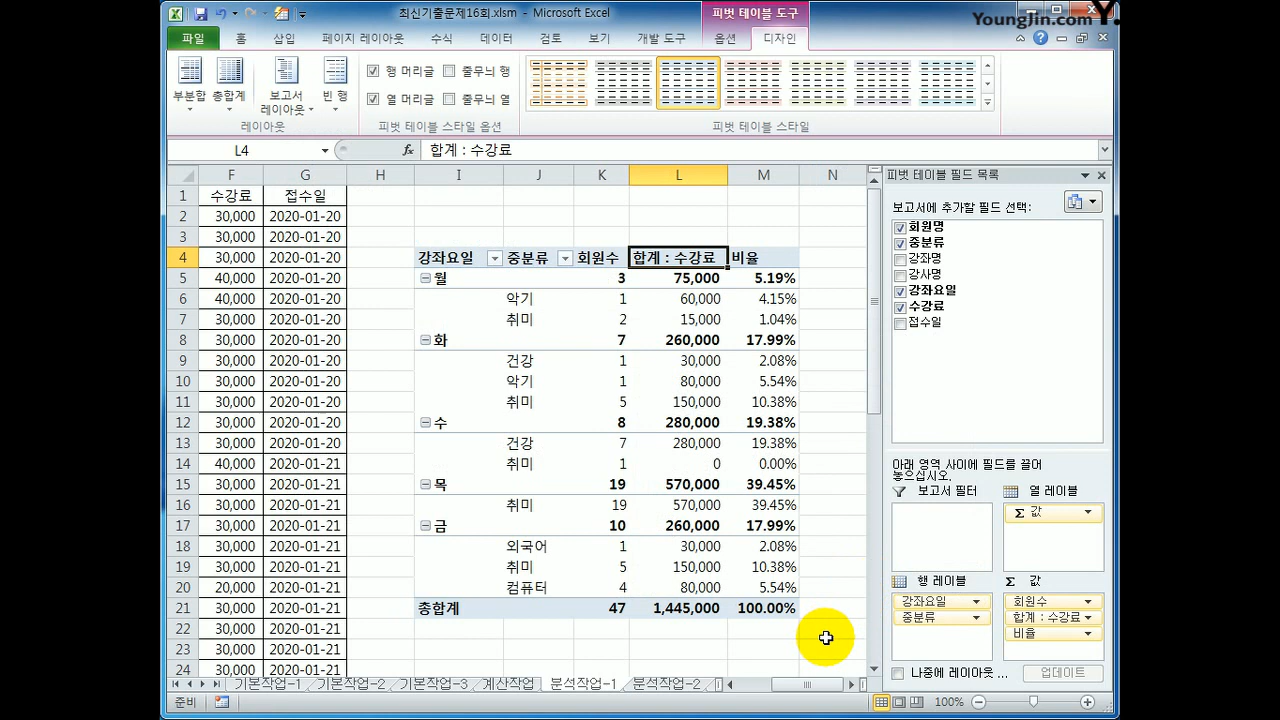 최신기출문제16회.xlsm - Microsoft Excel
피벗 테이블 도구
YoungJin.com Y.
파일 홈 삽입 페이지 레이아웃 수식 데이터 검토 보기 개발 도구 옵션 디자인
부분합 총합계 보고서 레이아웃 빈 행
행 머리글 줄무늬 행
열 머리글 줄무늬 열
레이아웃 피벗 테이블 스타일 옵션 피벗 테이블 스타일
L4 fx 합계 : 수강료
F G H I J K L M N
1 수강료 접수일
2 30,000 2020-01-20
3 30,000 2020-01-20
4 30,000 2020-01-20 강좌요일 중분류 회원수 합계 : 수강료 비율
5 40,000 2020-01-20 월 3 75,000 5.19%
6 40,000 2020-01-20 악기 1 60,000 4.15%
7 40,000 2020-01-20 취미 2 15,000 1.04%
8 30,000 2020-01-20 화 7 260,000 17.99%
9 30,000 2020-01-20 건강 1 30,000 2.08%
10 30,000 2020-01-20 악기 1 80,000 5.54%
11 30,000 2020-01-20 취미 5 150,000 10.38%
12 30,000 2020-01-20 수 8 280,000 19.38%
13 30,000 2020-01-20 건강 7 280,000 19.38%
14 40,000 2020-01-21 취미 1 0 0.00%
15 30,000 2020-01-21 목 19 570,000 39.45%
16 30,000 2020-01-21 취미 19 570,000 39.45%
17 30,000 2020-01-21 금 10 260,000 17.99%
18 30,000 2020-01-21 외국어 1 30,000 2.08%
19 30,000 2020-01-21 취미 5 150,000 10.38%
20 20,000 2020-01-21 컴퓨터 4 80,000 5.54%
21 30,000 2020-01-21 총합계 47 1,445,000 100.00%
22 30,000 2020-01-21
23 30,000 2020-01-21
24 30,000 2020-01-21
피벗 테이블 필드 목록
보고서에 추가할 필드 선택:
회원명
중분류
강좌명
강사명
강좌요일
수강료
접수일
아래 영역 사이에 필드를 끌어
놓으십시오.
보고서 필터 열 레이블
Σ 값
행 레이블 Σ 값
강좌요일 회원수
중분류 합계 : 수강료
비율
나중에 레이아웃 ... 업데이트
기본작업-1 기본작업-2 기본작업-3 계산작업 분석작업-1 분석작업-2
준비 100%